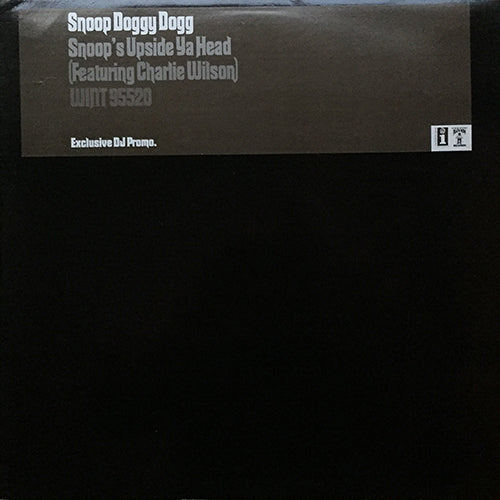 Snoop Doggy Dogg
Snoop's Upside Ya Head
(Featuring Charlie Wilson)
WINT 95520
Exclusive DJ Promo.